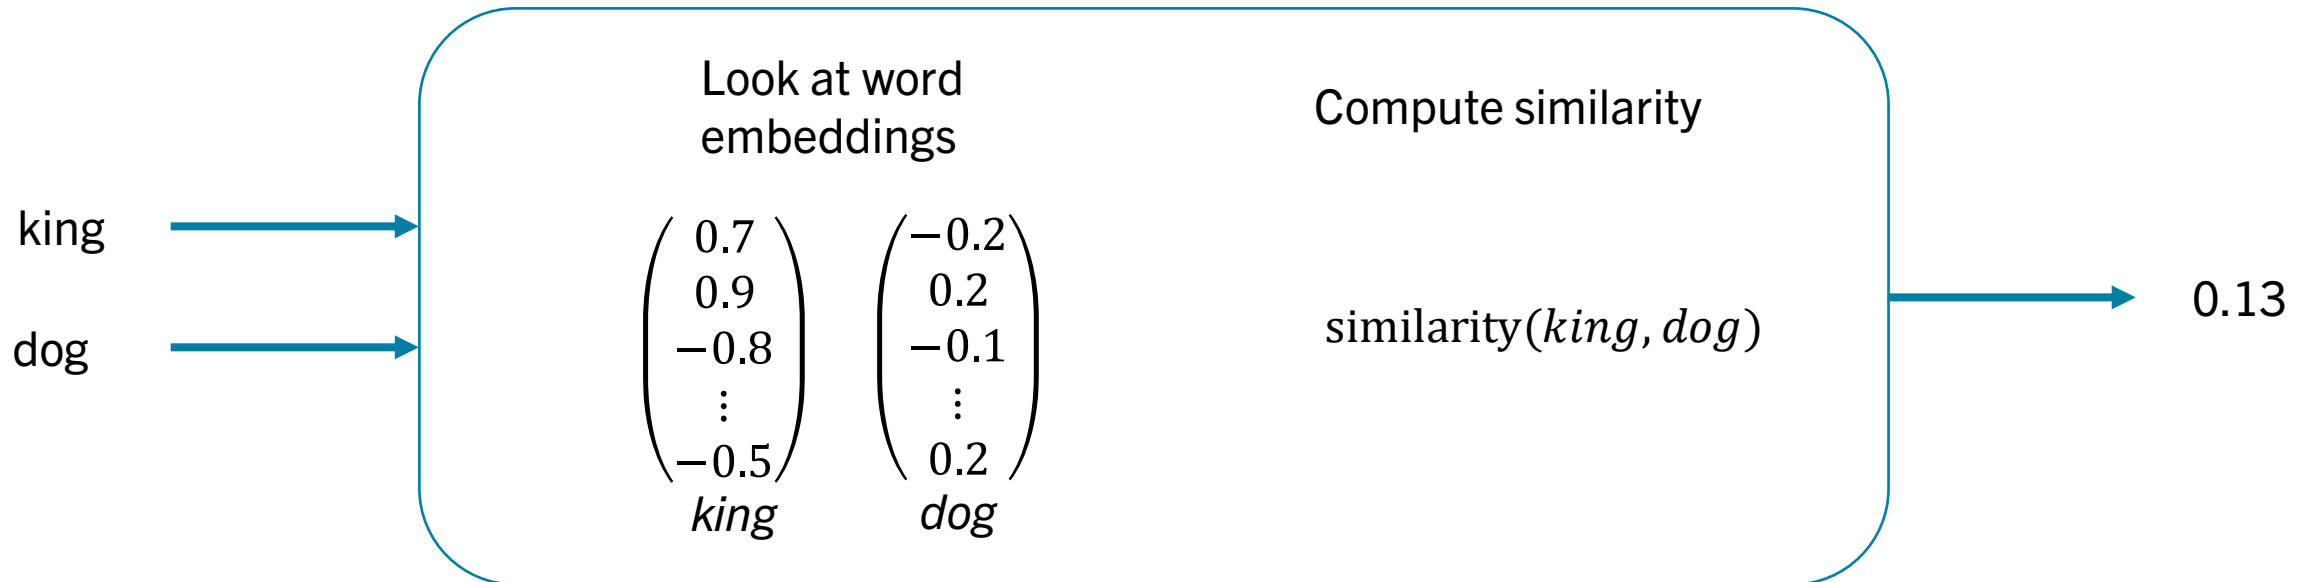 Look at word
embeddings
Compute similarity
king
dog
0.7
0.9
−0.8
⋮
−0.5
king
−0.2
0.2
−0.1
⋮
0.2
dog
similarity(king, dog)
0.13